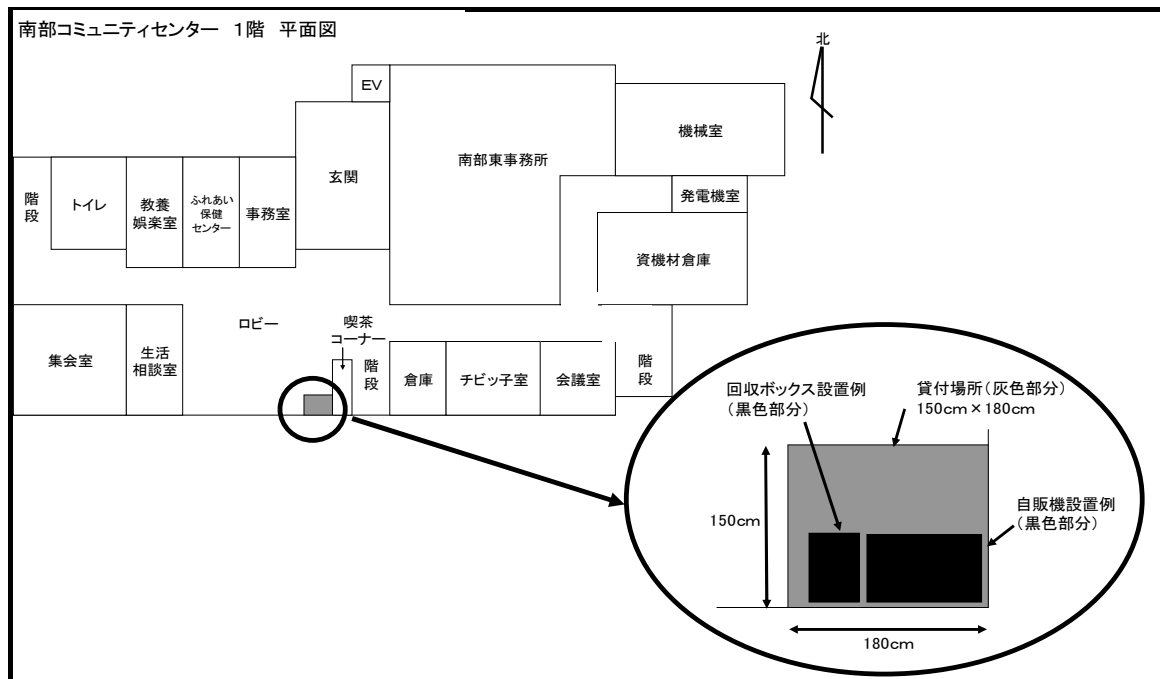 南部コミュニティセンター 1階 平面図
北
EV
機械室
南部東事務所
玄関
発電機室
階
段
トイレ
教養
娯楽室
ふれあい
保健
センター
事務室
資機材倉庫
ロビー
喫茶
コーナー
集会室
生活
相談室
階
段
倉庫
チビッ子室
会議室
階
段
回収ボックス設置例
(黒色部分)
貸付場所(灰色部分)
150cm×180cm
150cm
自販機設置例
(黒色部分)
180cm